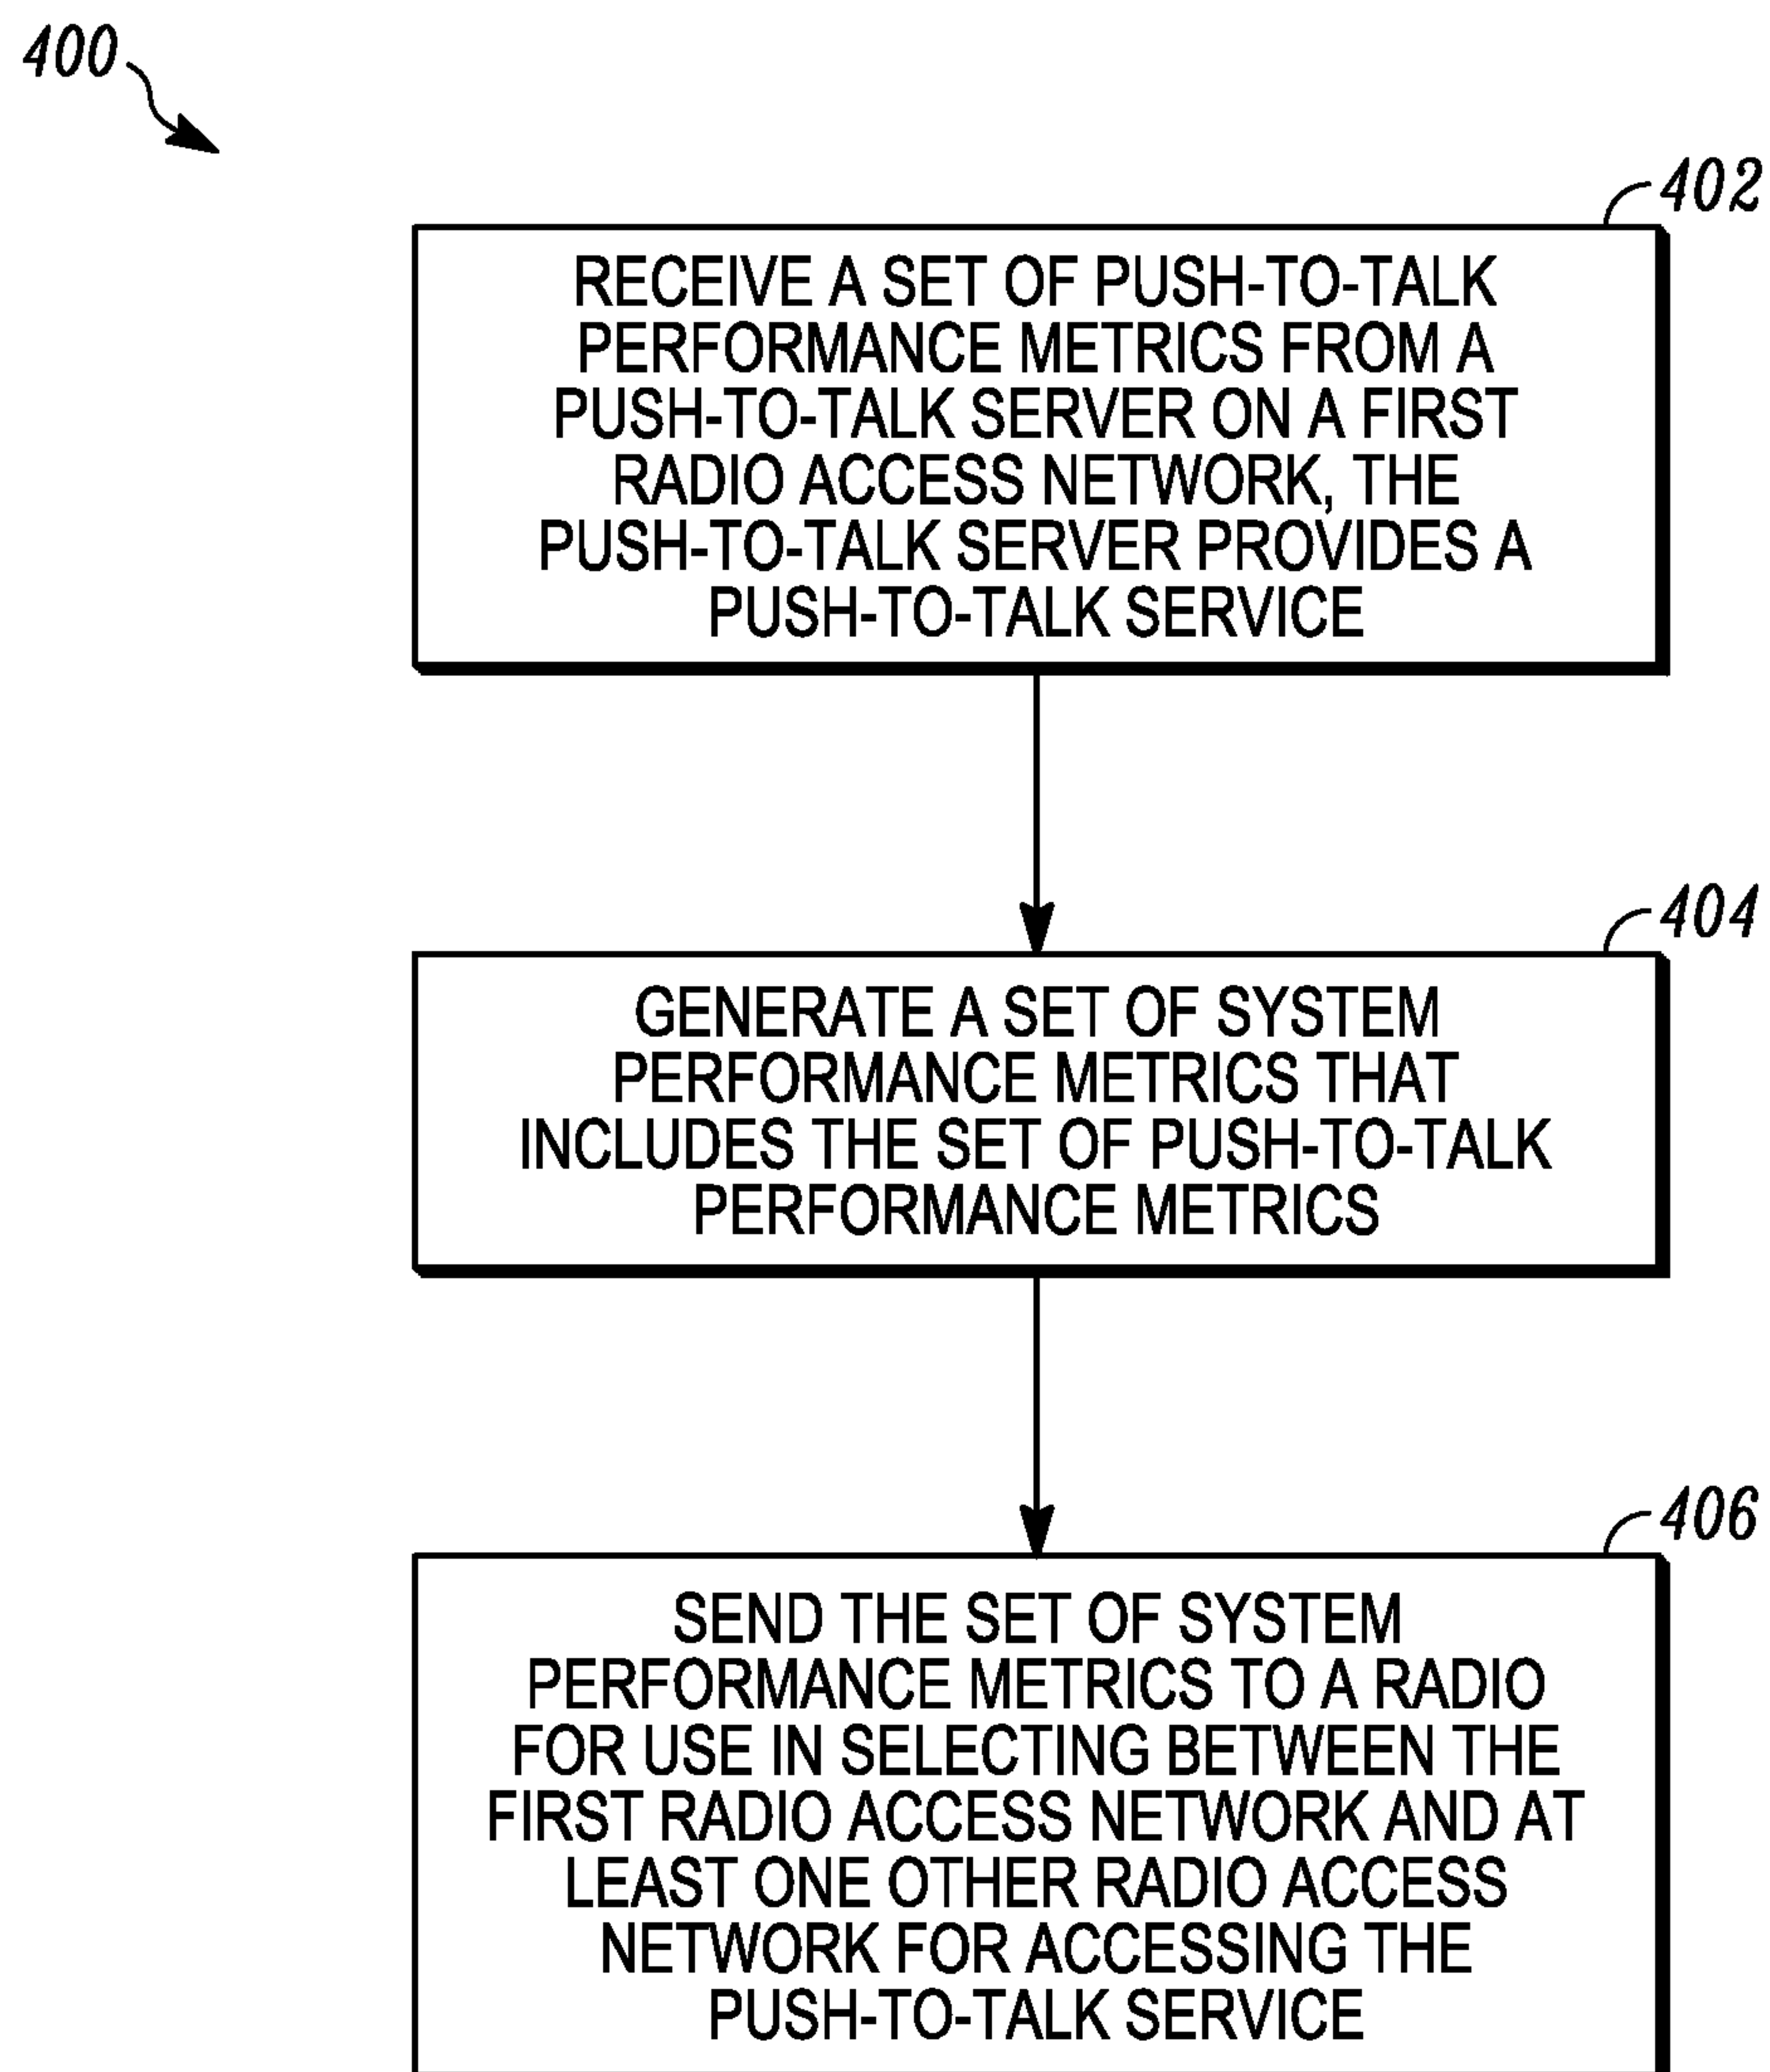 400
402
RECEIVE A SET OF PUSH-TO-TALK
PERFORMANCE METRICS FROM A
PUSH-TO-TALK SERVER ON A FIRST
RADIO ACCESS NETWORK, THE
PUSH-TO-TALK SERVER PROVIDES A
PUSH-TO-TALK SERVICE
404
GENERATE A SET OF SYSTEM
PERFORMANCE METRICS THAT
INCLUDES THE SET OF PUSH-TO-TALK
PERFORMANCE METRICS
406
SEND THE SET OF SYSTEM
PERFORMANCE METRICS TO A RADIO
FOR USE IN SELECTING BETWEEN THE
FIRST RADIO ACCESS NETWORK AND AT
LEAST ONE OTHER RADIO ACCESS
NETWORK FOR ACCESSING THE
PUSH-TO-TALK SERVICE